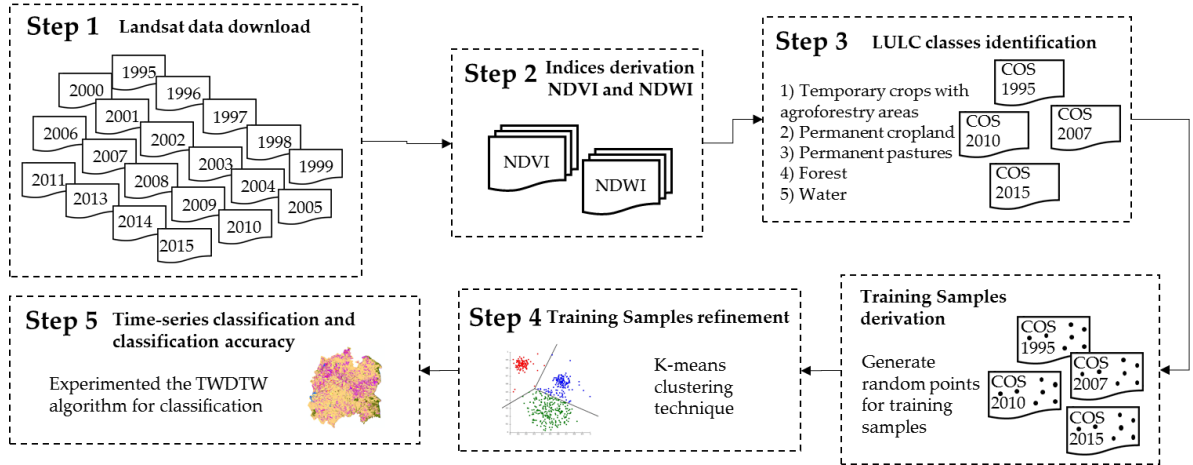 Step 1 Landsat data download
1995
2000
1996
2001
1997
2006
2002
1998
2007
2003
1999
2011
2008
2004
2013
2009
2005
2014
2010
2015
Step 2 Indices derivation
NDVI and NDWI
NDVI
NDWI
Step 3 LULC classes identification
1) Temporary crops with
agroforestry areas
2) Permanent cropland
3) Permanent pastures
4) Forest
5) Water
COS
1995
COS
2010
COS
2007
COS
2015
Training Samples
derivation
Generate
random points
for training
samples
COS
1995
COS
2007
COS
2010
COS
2015
Step 4 Training Samples refinement
K-means
clustering
technique
Step 5 Time-series classification and
classification accuracy
Experimented the TWDTW
algorithm for classification